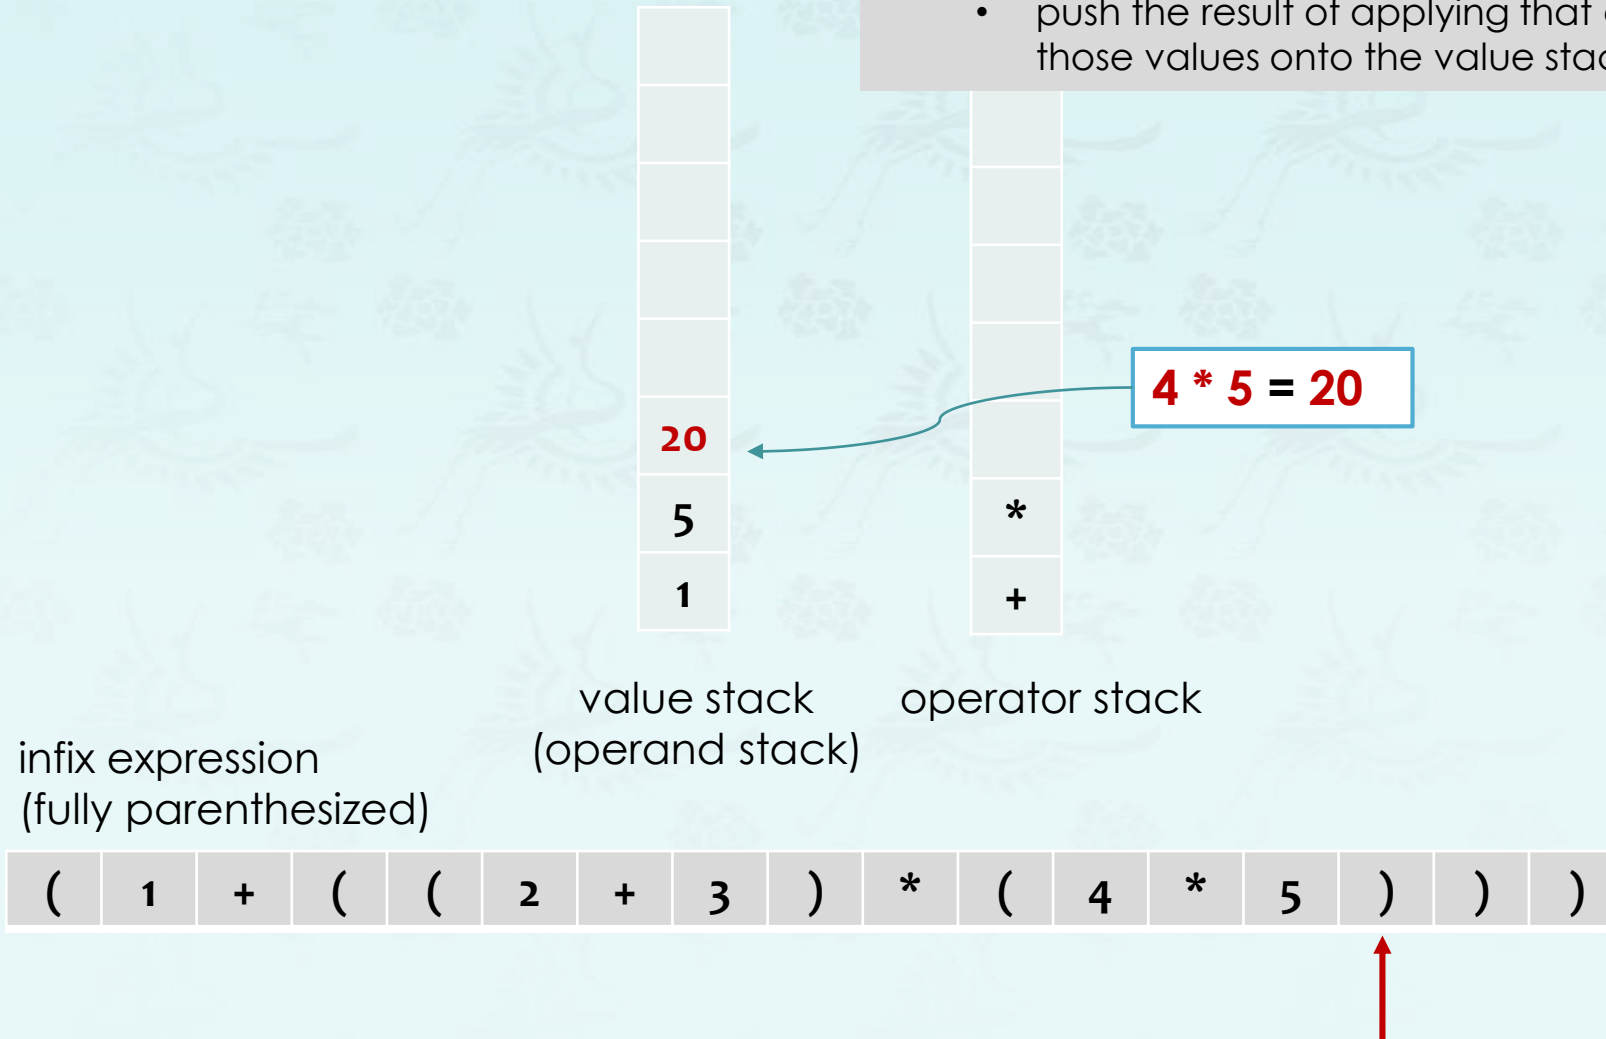 • push the result of applying that
those values onto the value
4 * 5 = 20
20
5 *
1 +
value stack operator stack
(operand stack)
infix expression
(fully parenthesized)
( 1 + ( ( 2 + 3 ) * ( 4 * 5 ) ) )